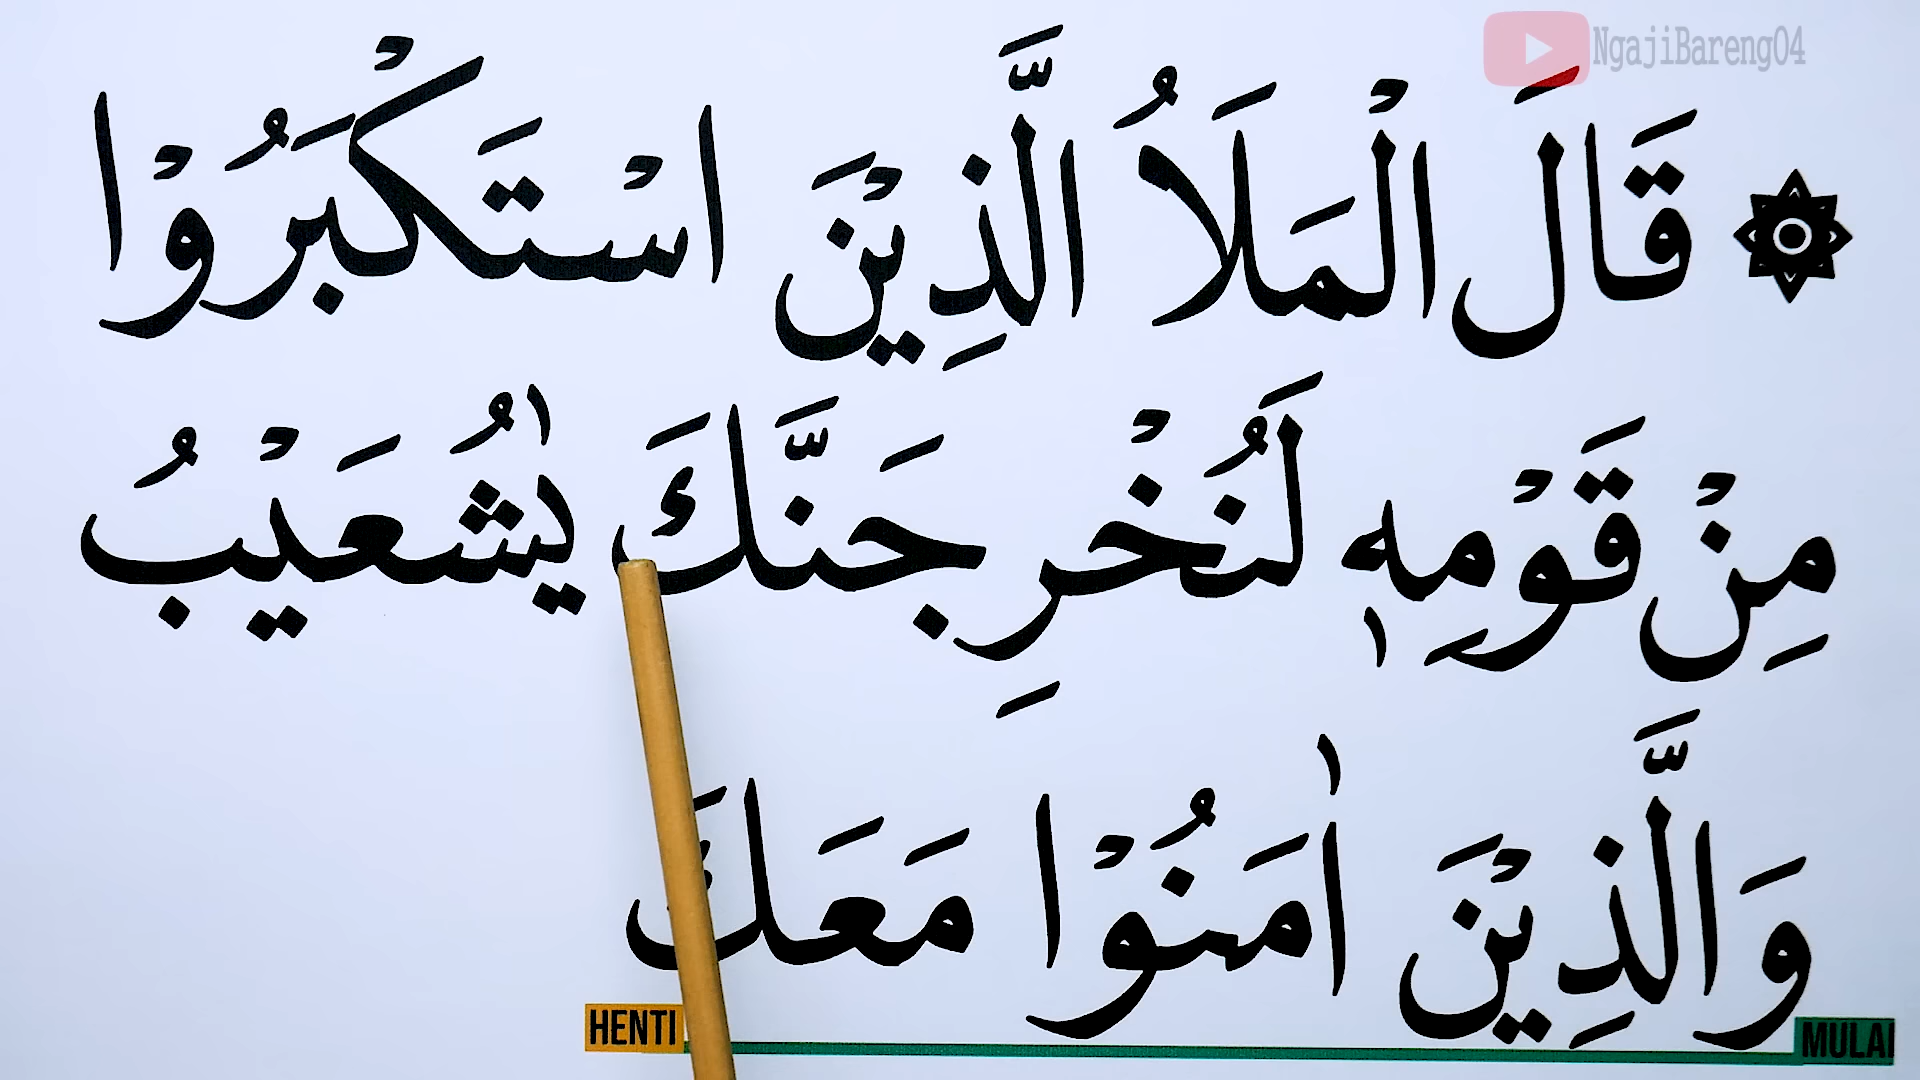 NgajiBareng04
۞ قَالَ الْمَلَاُ الَّذِيْنَ اسْتَكْبَرُوْا
مِنْ قَوْمِهٖ لَنُخْرِجَنَّكَ يٰشُعَيْبُ
وَالَّذِيْنَ اٰمَنُوْا مَعَكَ
MULAI HENTI